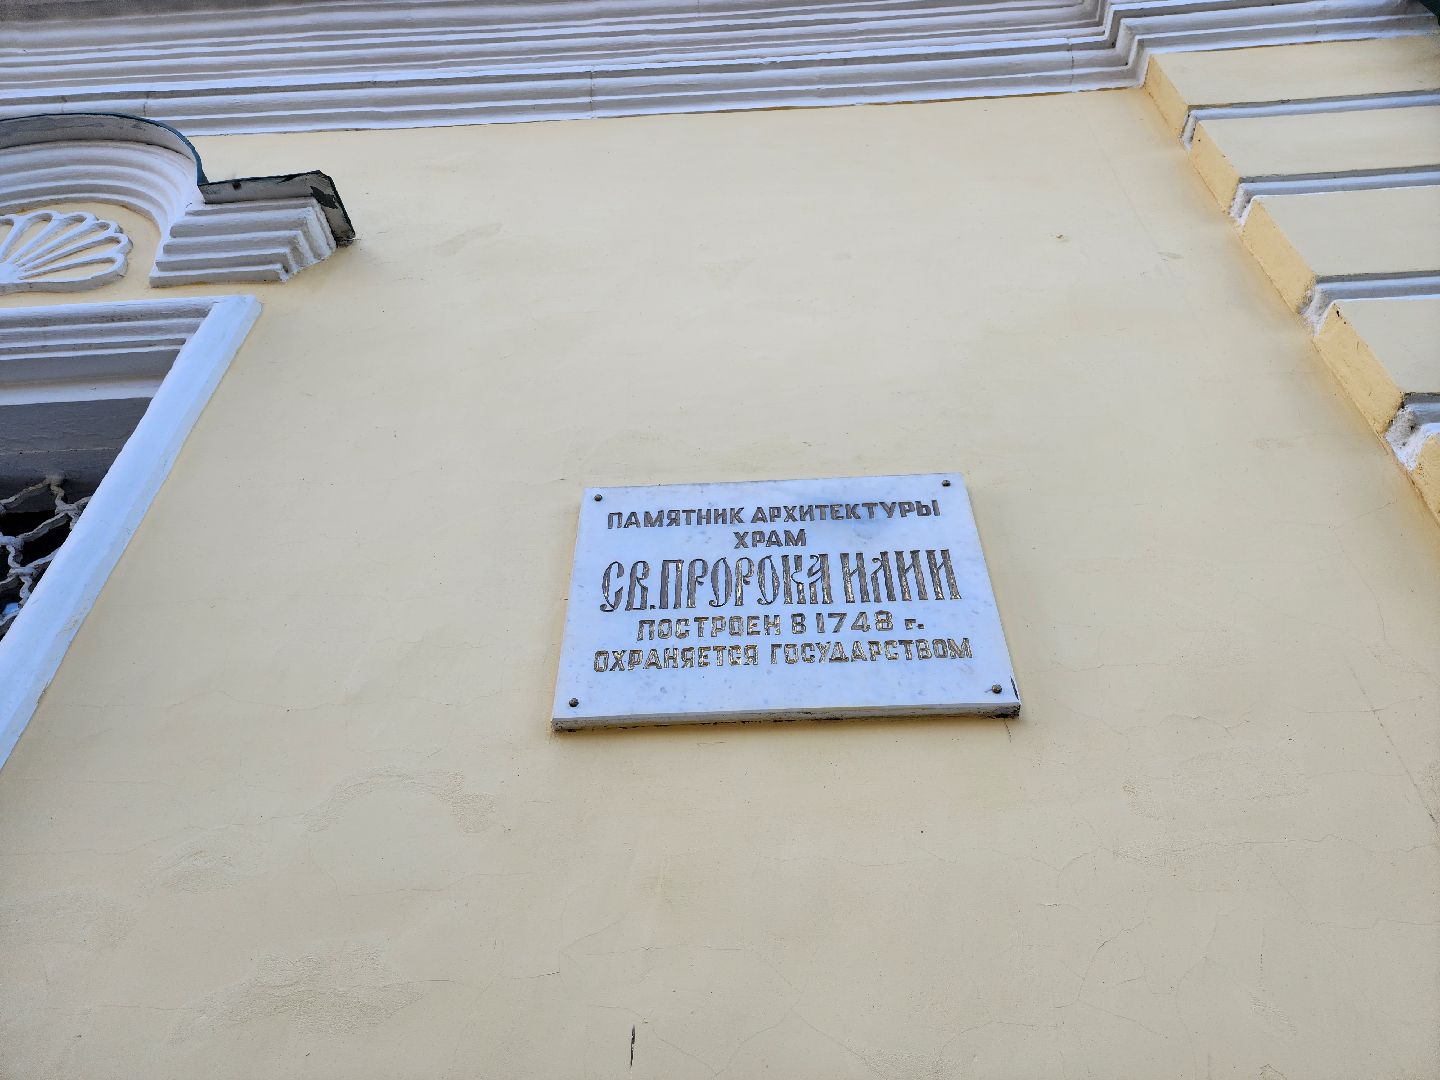 ПАМЯТНИК АРХИТЕКТУРЫ
ХРАМ
СВ. ПРОРОКА ИЛИИ
ПОСТРОЕН В 1748 г.
ОХРАНЯЕТСЯ ГОСУДАРСТВОМ